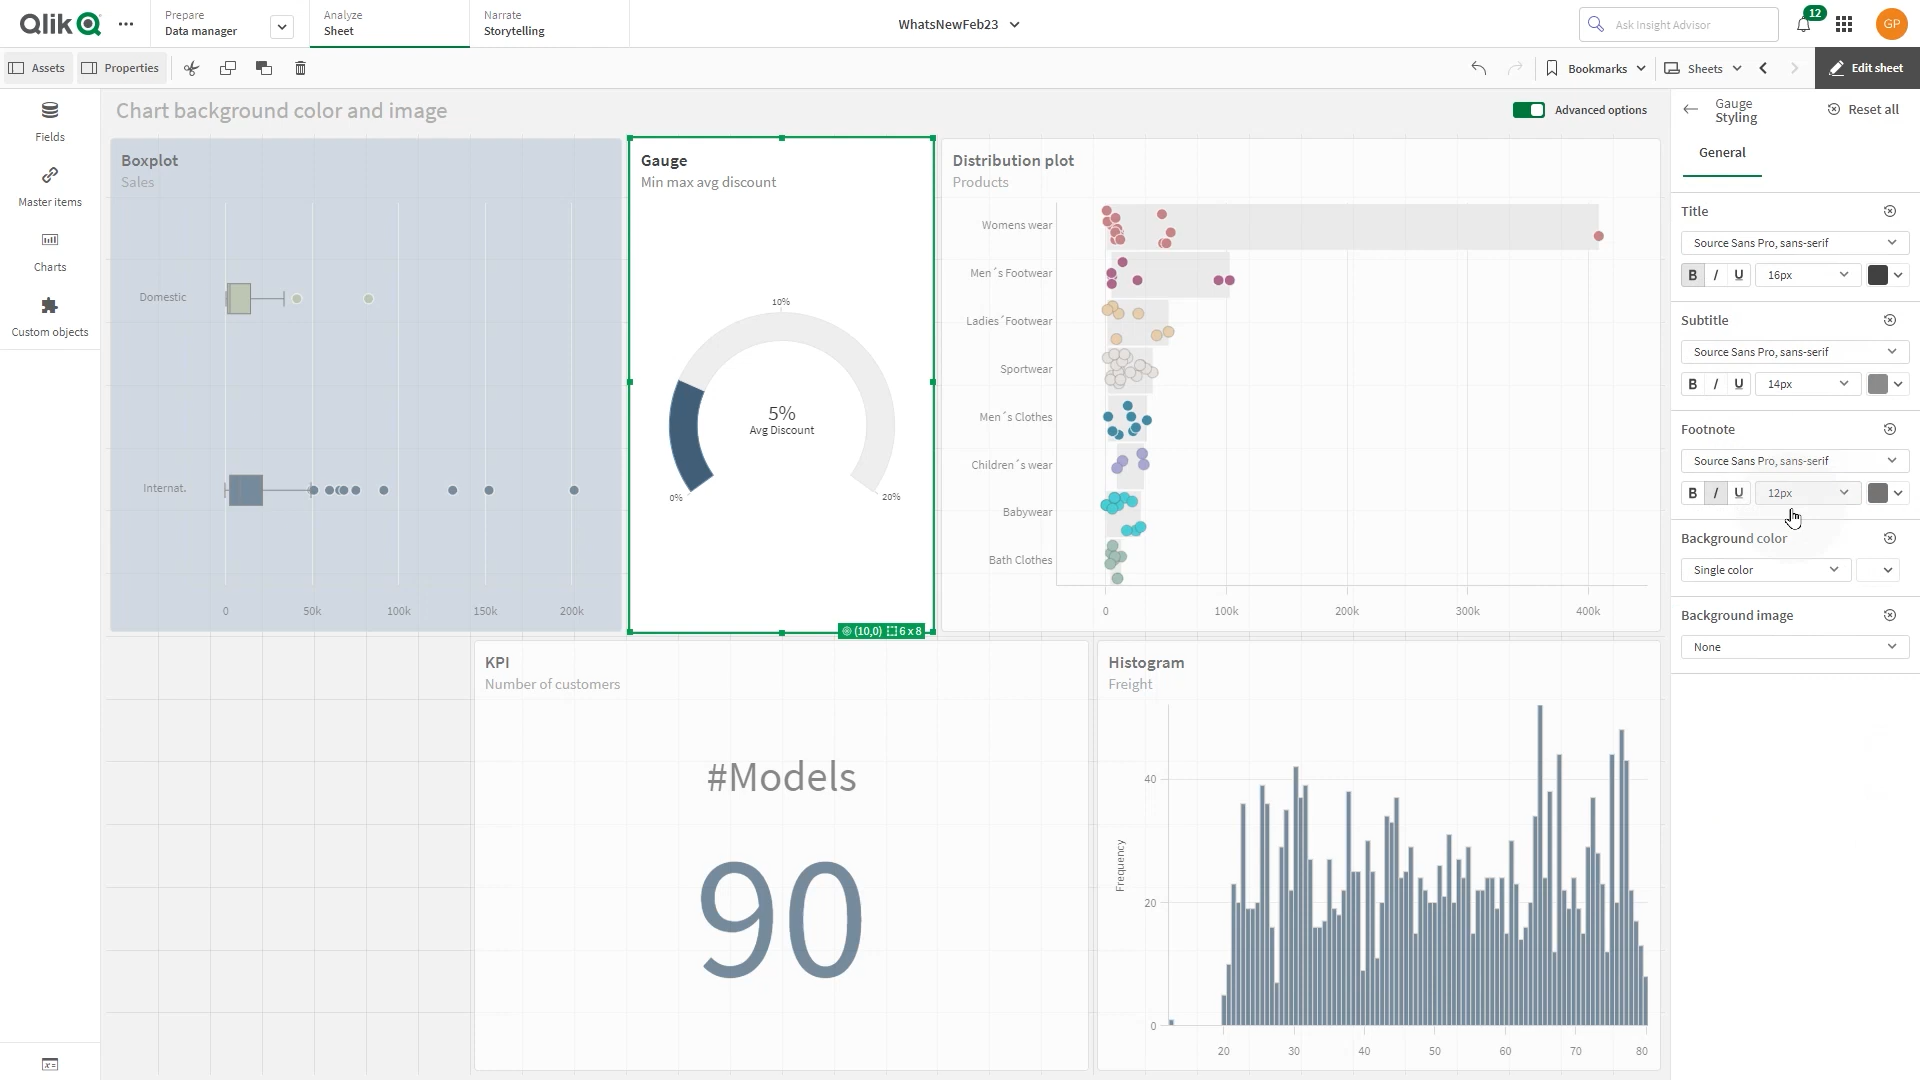 Qlik
Prepare
Data manager
Analyze
Sheet
Narrate
Storytelling
WhatsNewFeb23
Ask Insight Advisor
12
GP
Assets
Properties
Bookmarks
Sheets
Edit sheet
Fields
Master items
Charts
Custom objects
Chart background color and image
Advanced options
Boxplot
Sales
Domestic
Internat.
0
50k
100k
150k
200k
Gauge
Min max avg discount
10%
5%
Avg Discount
0%
20%
(10,0)
6 x 8
Distribution plot
Products
Womens wear
Men´s Footwear
Ladies´Footwear
Sportwear
Men´s Clothes
Children´s wear
Babywear
Bath Clothes
0
100k
200k
300k
400k
KPI
Number of customers
#Models
90
Histogram
Freight
Frequency
40
20
0
20
30
40
50
60
70
80
Gauge
Styling
Reset all
General
Title
Source Sans Pro, sans-serif
B
I
U
16px
Subtitle
Source Sans Pro, sans-serif
B
I
U
14px
Footnote
Source Sans Pro, sans-serif
B
I
U
12px
Background color
Single color
Background image
None